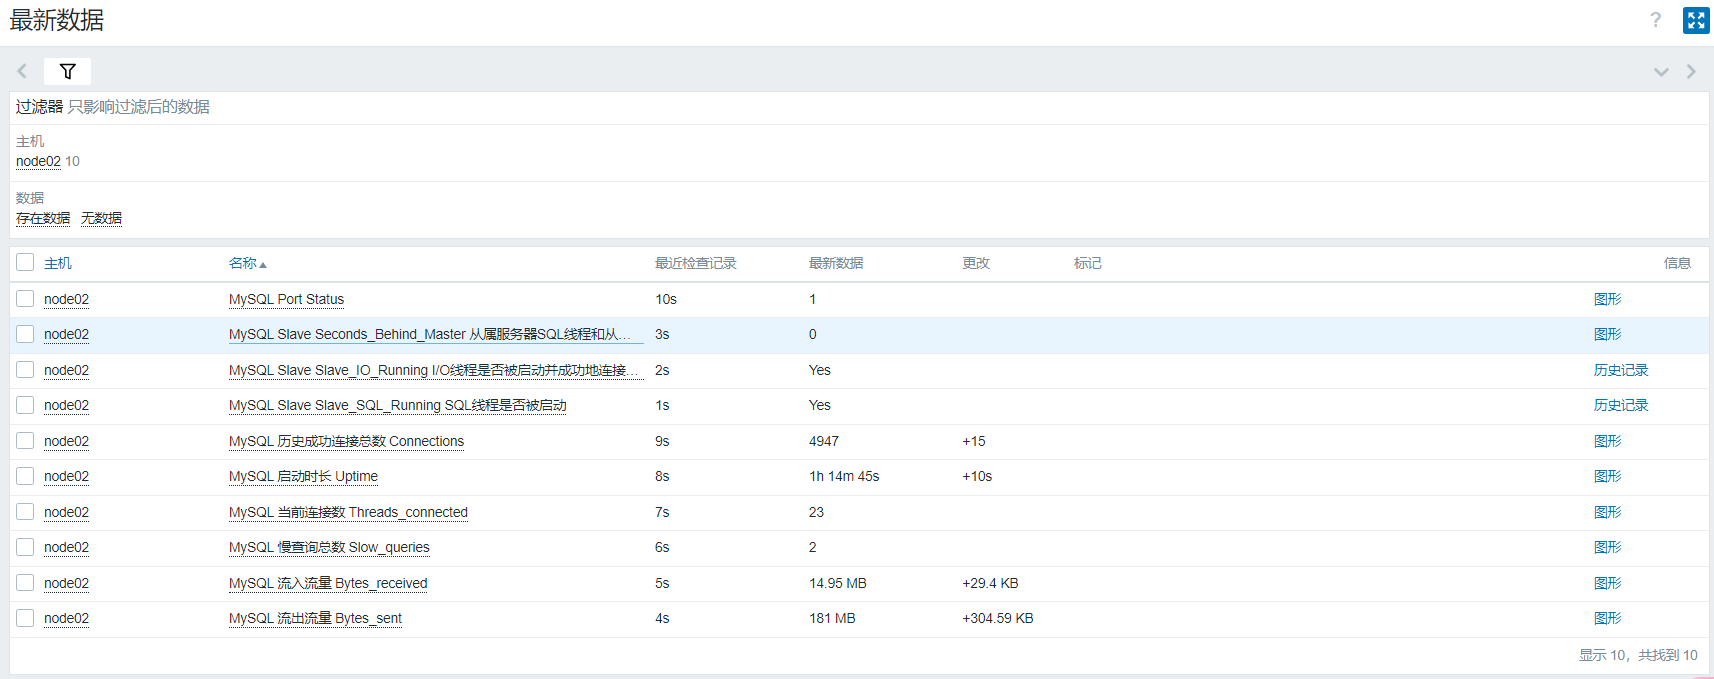 最新数据
?
过滤器 只影响过滤后的数据
主机
node02 10
数据
存在数据 无数据
主机 名称 最近检查记录 最新数据 更改 标记 信息
node02 MySQL Port Status 10s 1 图形
node02 MySQL Slave Seconds_Behind_Master 从属服务器SQL线程和从... 3s 0 图形
node02 MySQL Slave Slave_IO_Running I/O线程是否被启动并成功地连接... 2s Yes 历史记录
node02 MySQL Slave Slave_SQL_Running SQL线程是否被启动 1s Yes 历史记录
node02 MySQL 历史成功连接总数 Connections 9s 4947 +15 图形
node02 MySQL 启动时长 Uptime 8s 1h 14m 45s +10s 图形
node02 MySQL 当前连接数 Threads_connected 7s 23 图形
node02 MySQL 慢查询总数 Slow_queries 6s 2 图形
node02 MySQL 流入流量 Bytes_received 5s 14.95 MB +29.4 KB 图形
node02 MySQL 流出流量 Bytes_sent 4s 181 MB +304.59 KB 图形
显示 10，共找到 10